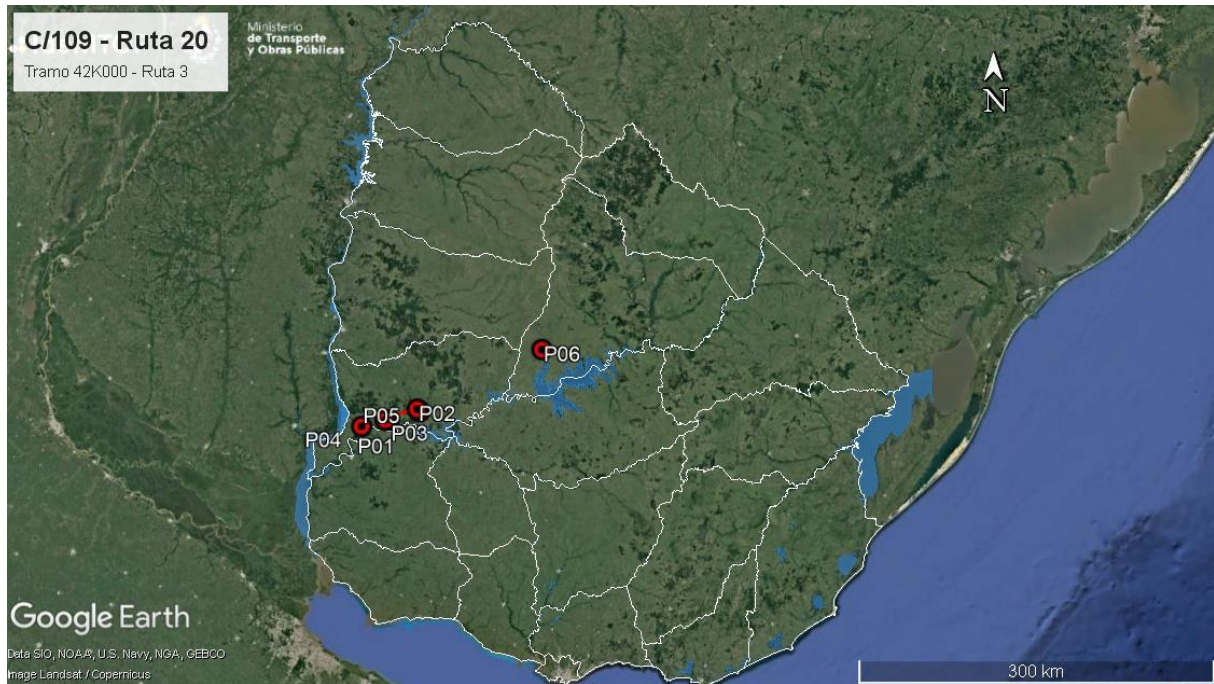 C/109 - Ruta 20
Tramo 42K000 - Ruta 3
Ministerio
de Transporte
y Obras Públicas
N
P06
P05
P02
P04
P01
P03
Google Earth
Data SIO, NOAA, U.S. Navy, NGA, GEBCO
Image Landsat / Copernicus
300 km